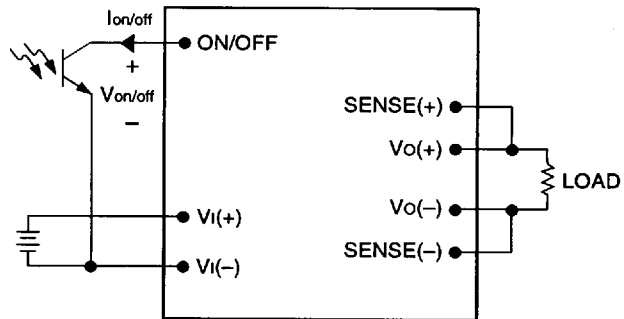 Ion/off
ON/OFF
+
Von/off
–
SENSE(+)
VO(+)
LOAD
VO(–)
SENSE(–)
VI(+)
VI(–)